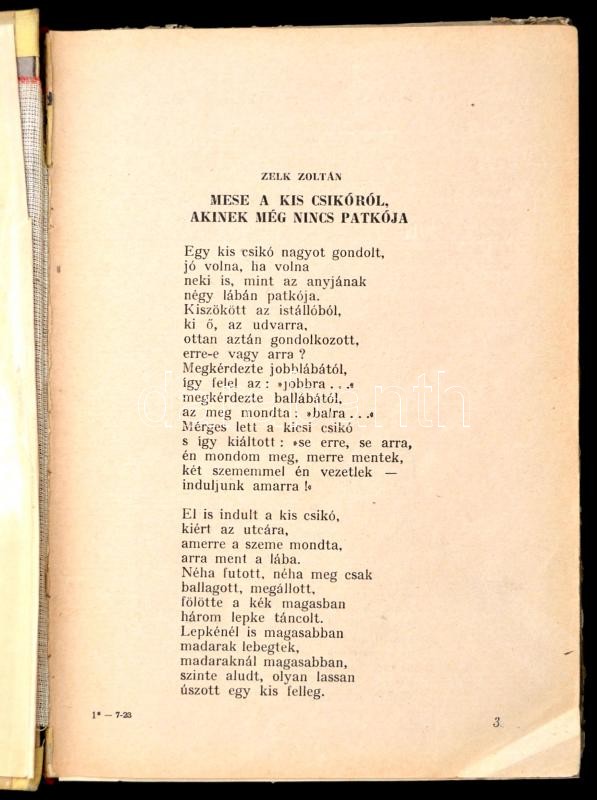 ZELK ZOLTÁN
MESE A KIS CSIKÓRÓL,
AKINEK MÉG NINCS PATKÓJA
Egy kis csikó nagyot gondolt,
jó volna, ha volna
neki is, mint az anyjának
négy lábán patkója.
Kiszökött az istállóból,
ki ő, az udvarra,
ottan aztán gondolkozott,
erre-e vagy arra?
Megkérdezte jobblábától,
így felel az: »jobbra...«
megkérdezte ballábától,
az meg mondta: »balra...«
Mérges lett a kicsi csikó
s így kiáltott: »se erre, se arra,
én mondom meg, merre mentek,
két szememmel én vezetlek —
induljunk amarra!«
El is indult a kis csikó,
kiért az utcára,
amerre a szeme mondta,
arra ment a lába.
Néha futott, néha meg csak
ballagott, megállott,
fölötte a kék magasban
három lepke táncolt.
Lepkénél is magasabban
madarak lebegtek,
madaraknál magasabban,
szinte aludt, olyan lassan
úszott egy kis felleg.
1* — 7-23
3